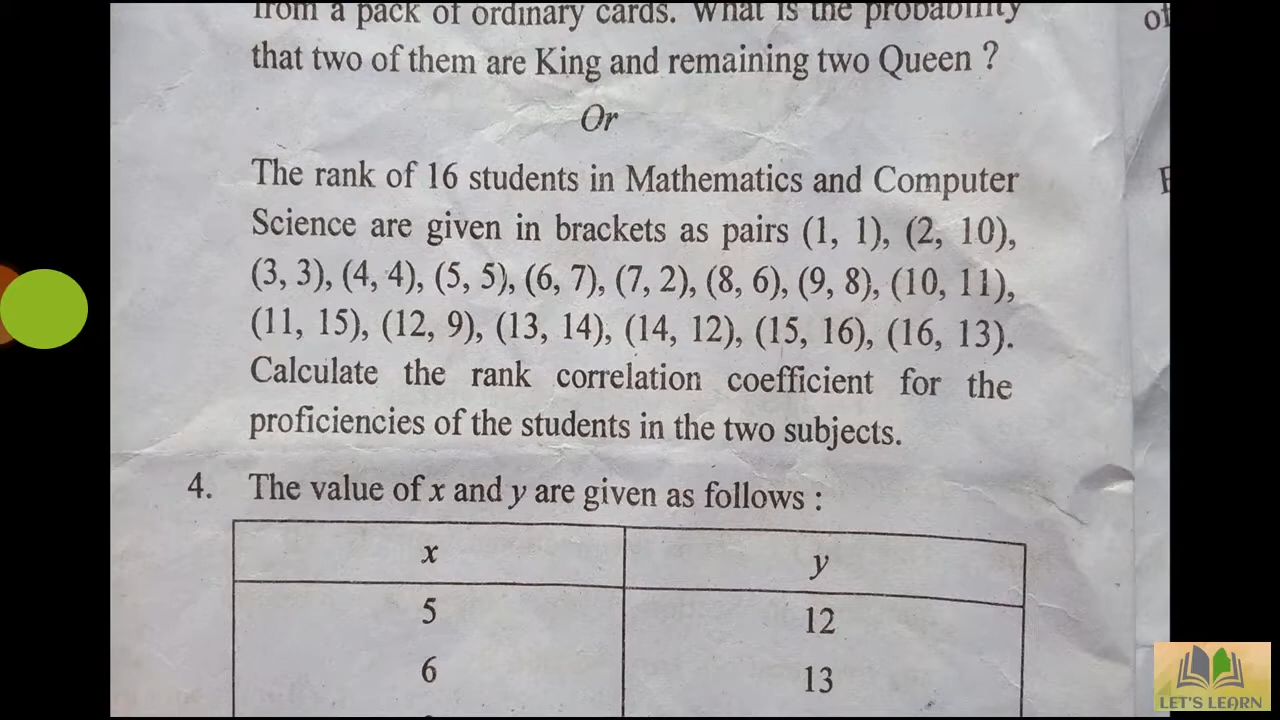 from a pack of ordinary cards. What is the probability
that two of them are King and remaining two Queen ?
Or
The rank of 16 students in Mathematics and Computer
Science are given in brackets as pairs (1, 1), (2, 10),
(3, 3), (4, 4), (5, 5), (6, 7), (7, 2), (8, 6), (9, 8), (10, 11),
(11, 15), (12, 9), (13, 14), (14, 12), (15, 16), (16, 13).
Calculate the rank correlation coefficient for the
proficiencies of the students in the two subjects.
4. The value of x and y are given as follows :
x y
5 12
6 13
LET'S LEARN